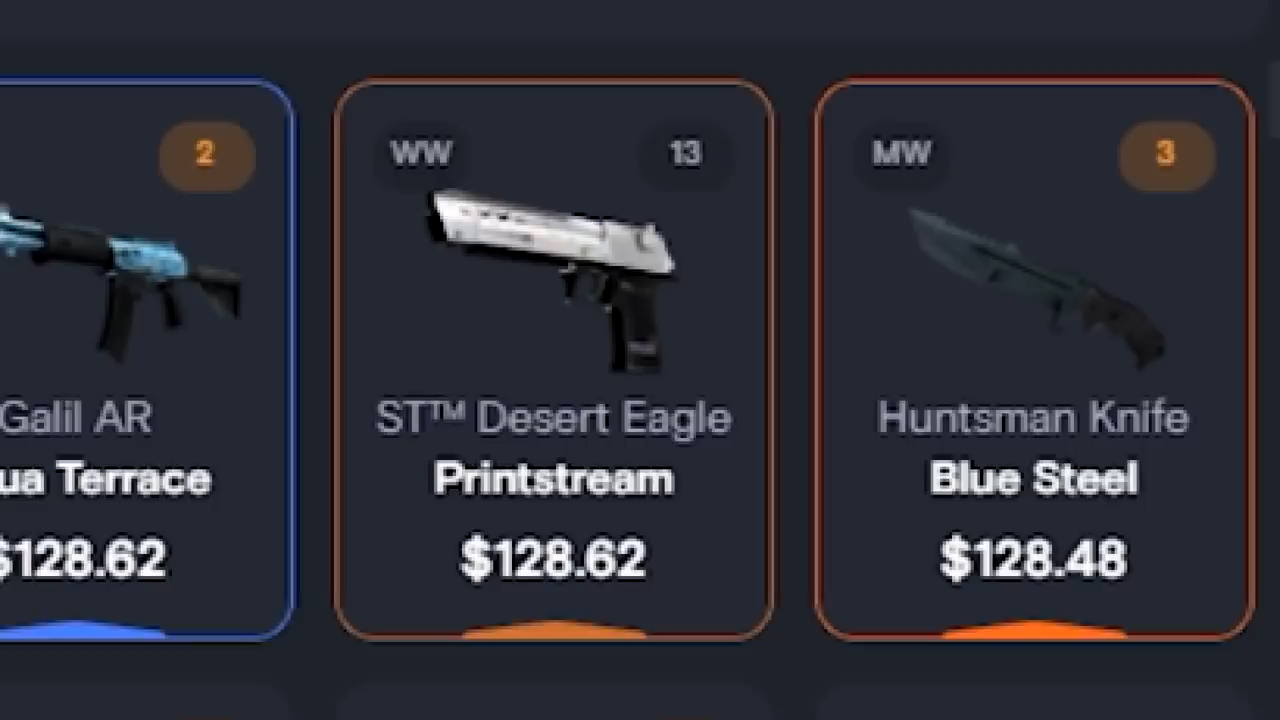 2
WW
13
MW
3
Galil AR
ST™ Desert Eagle
Huntsman Knife
ua Terrace
Printstream
Blue Steel
$128.62
$128.62
$128.48